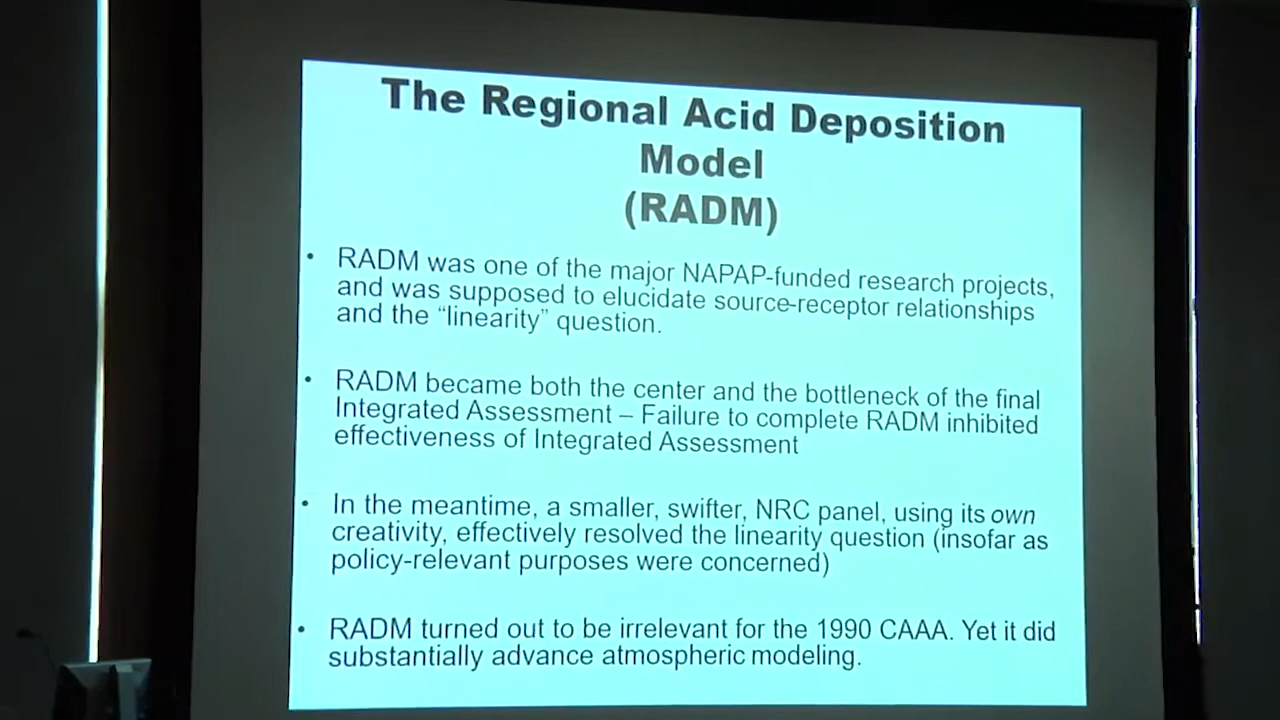 The Regional Acid Deposition
Model
(RADM)
• RADM was one of the major NAPAP-funded research projects,
and was supposed to elucidate source-receptor relationships
and the “linearity” question.
• RADM became both the center and the bottleneck of the final
Integrated Assessment – Failure to complete RADM inhibited
effectiveness of Integrated Assessment
• In the meantime, a smaller, swifter, NRC panel, using its own
creativity, effectively resolved the linearity question (insofar as
policy-relevant purposes were concerned)
• RADM turned out to be irrelevant for the 1990 CAAA. Yet it did
substantially advance atmospheric modeling.